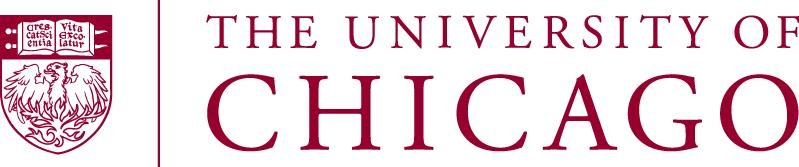 Cres Vita
catSci Exco
entia latur
THE UNIVERSITY OF
CHICAGO